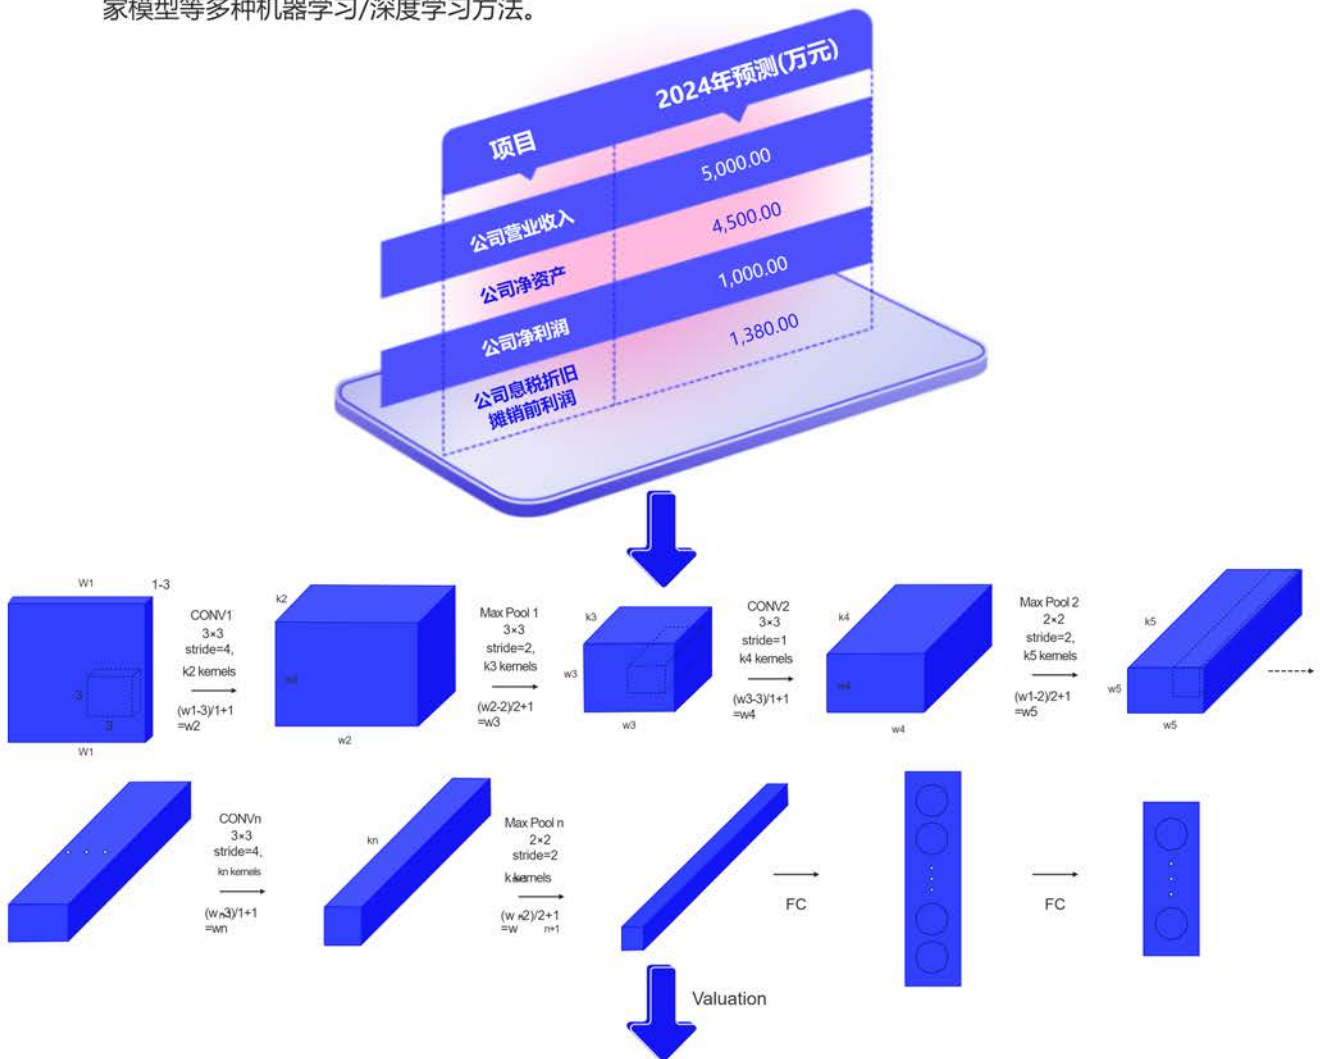 家模型等多种机器学习/深度学习方法。
项目
2024年预测(万元)
公司营业收入
5,000.00
公司净资产
4,500.00
公司净利润
1,000.00
公司息税折旧
摊销前利润
1,380.00
W1
1-3
3
3
W1
CONV1
3×3
stride=4,
k2 kernels
(w1-3)/1+1
=w2
k2
w2
Max Pool 1
3×3
stride=2,
k3 kernels
(w2-2)/2+1
=w3
k3
w3
w3
CONV2
3×3
stride=1
k4 kernels
(w3-3)/1+1
=w4
k4
w4
w4
Max Pool 2
2×2
stride=2,
k5 kernels
(w1-2)/2+1
=w5
k5
w5
w5
CONVn
3×3
stride=4,
kn kernels
=wn
kn
Max Pool n
2×2
stride=2
kernels
n+1
FC
FC
Valuation